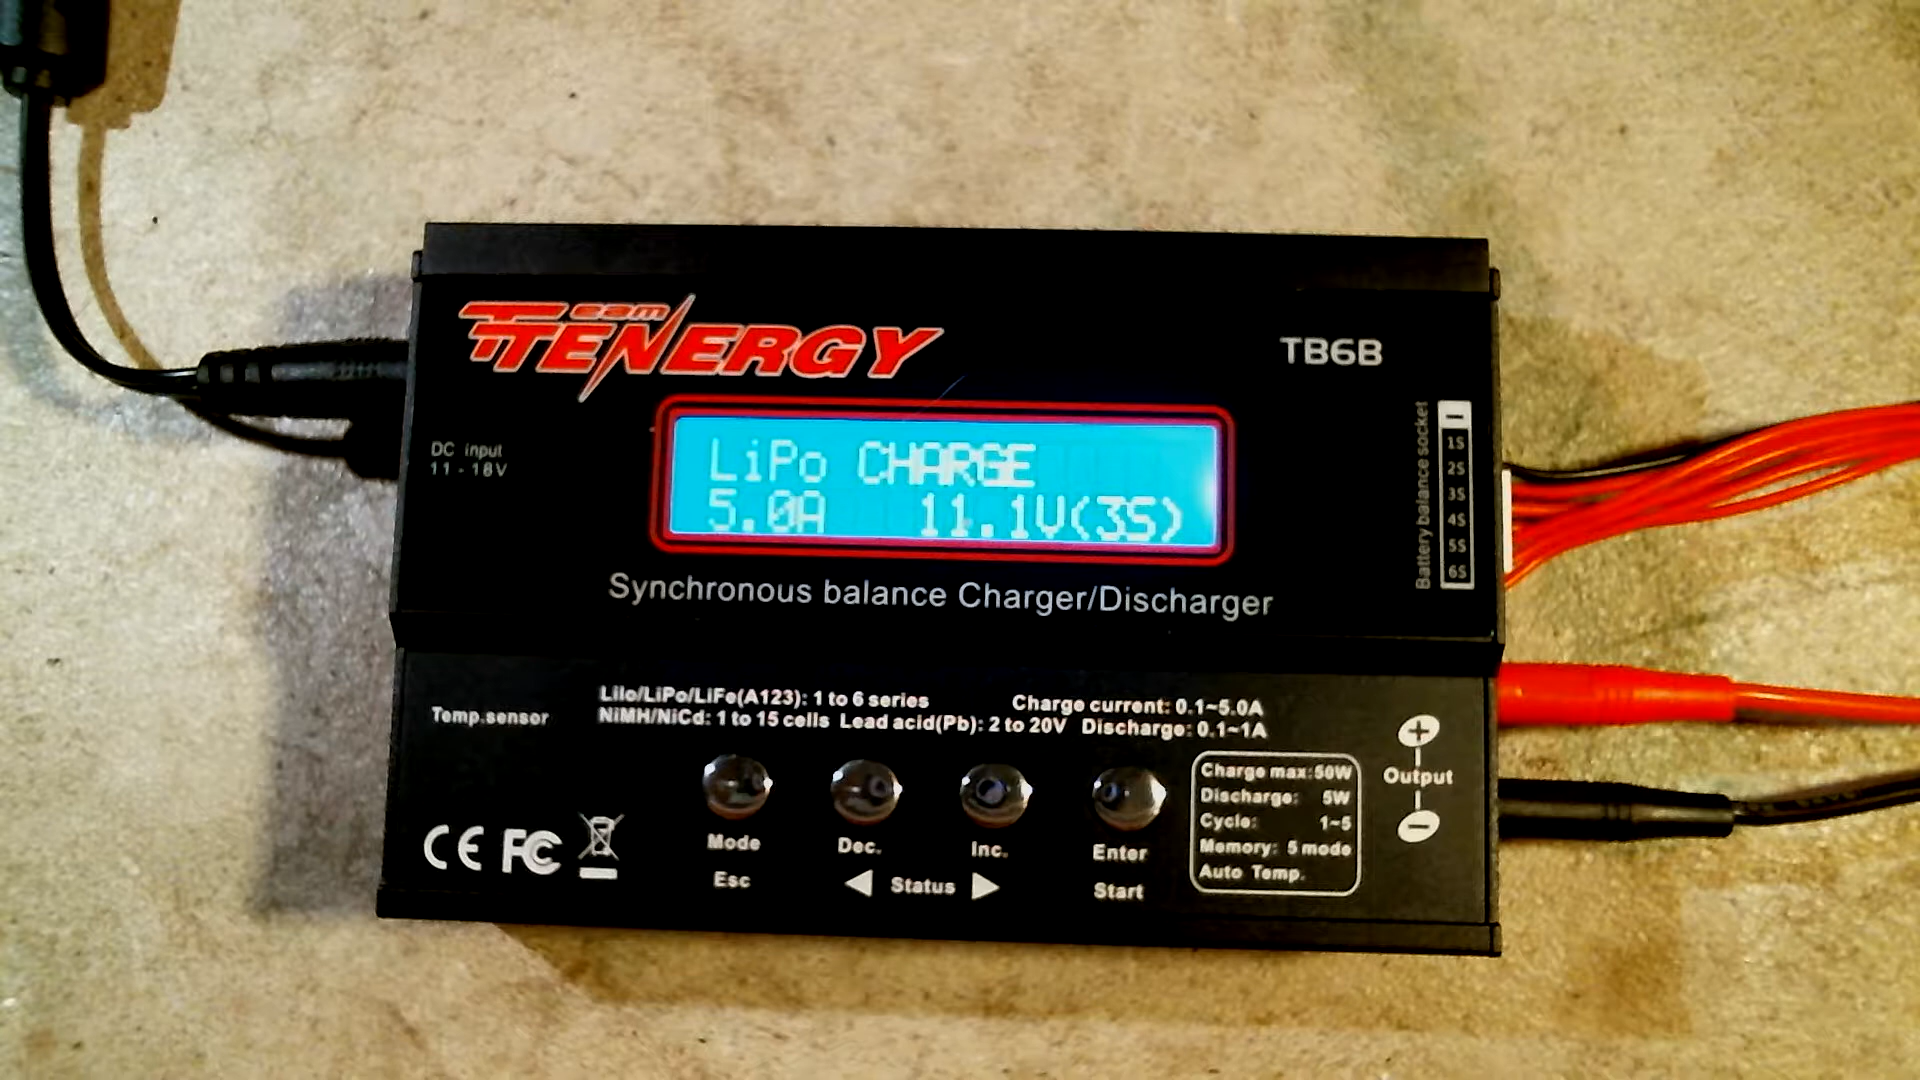 Team
TENERGY
TB6B
DC input
11 - 18V
LiPo CHARGE
5.0A 11.1V(3S)
Battery balance socket
1S
2S
3S
4S
5S
6S
Synchronous balance Charger/Discharger
Temp.sensor
LiIo/LiPo/LiFe(A123): 1 to 6 series Charge current: 0.1~5.0A
NiMH/NiCd: 1 to 15 cells Lead acid(Pb): 2 to 20V Discharge: 0.1~1A
Charge max:50W
Discharge: 5W
Cycle: 1~5
Memory: 5 mode
Auto Temp.
+
Output
−
Mode Dec. Inc. Enter
Esc ◀ Status ▶ Start
CE FC